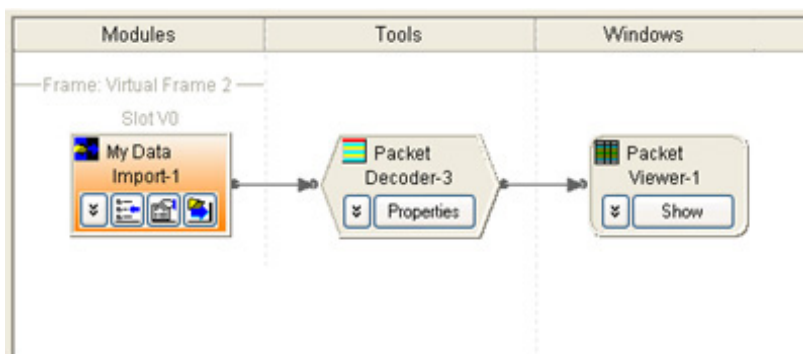 Modules
Tools
Windows
Frame: Virtual Frame 2
Slot V0
My Data
Import-1
Packet
Decoder-3
Properties
Packet
Viewer-1
Show